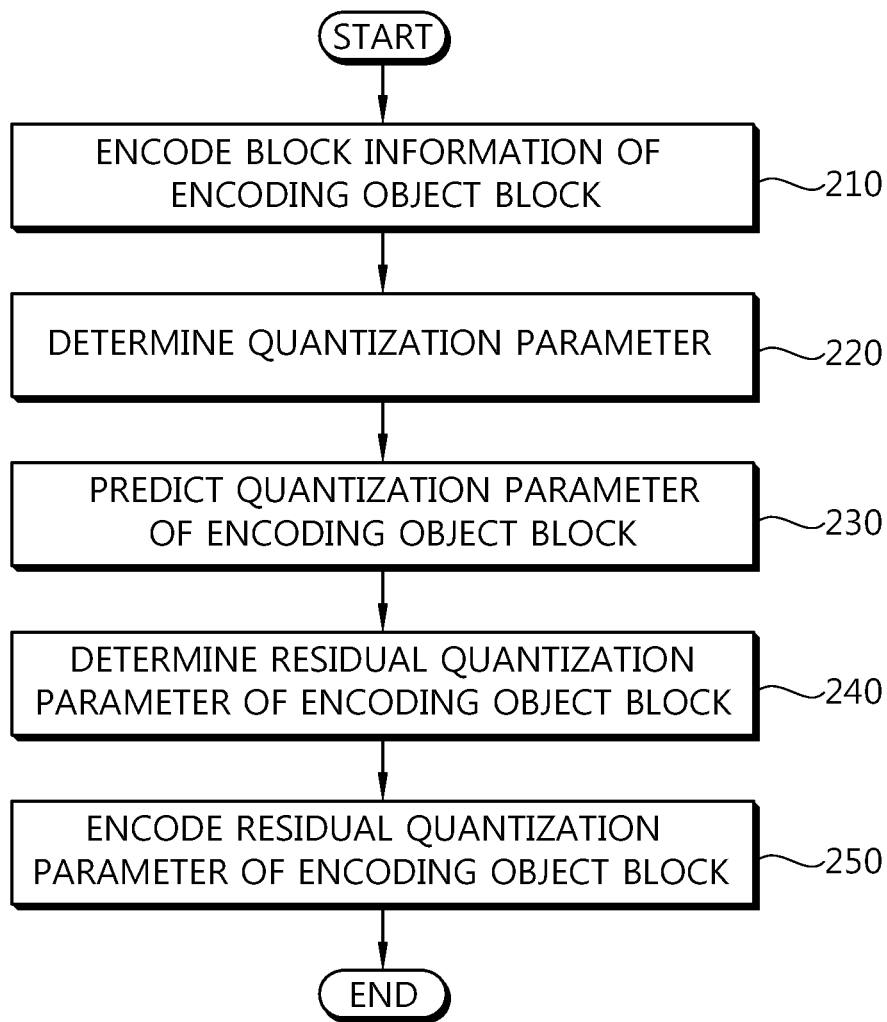 START
ENCODE BLOCK INFORMATION OF
ENCODING OBJECT BLOCK
210
DETERMINE QUANTIZATION PARAMETER
220
PREDICT QUANTIZATION PARAMETER
OF ENCODING OBJECT BLOCK
230
DETERMINE RESIDUAL QUANTIZATION
PARAMETER OF ENCODING OBJECT BLOCK
240
ENCODE RESIDUAL QUANTIZATION
PARAMETER OF ENCODING OBJECT BLOCK
250
END